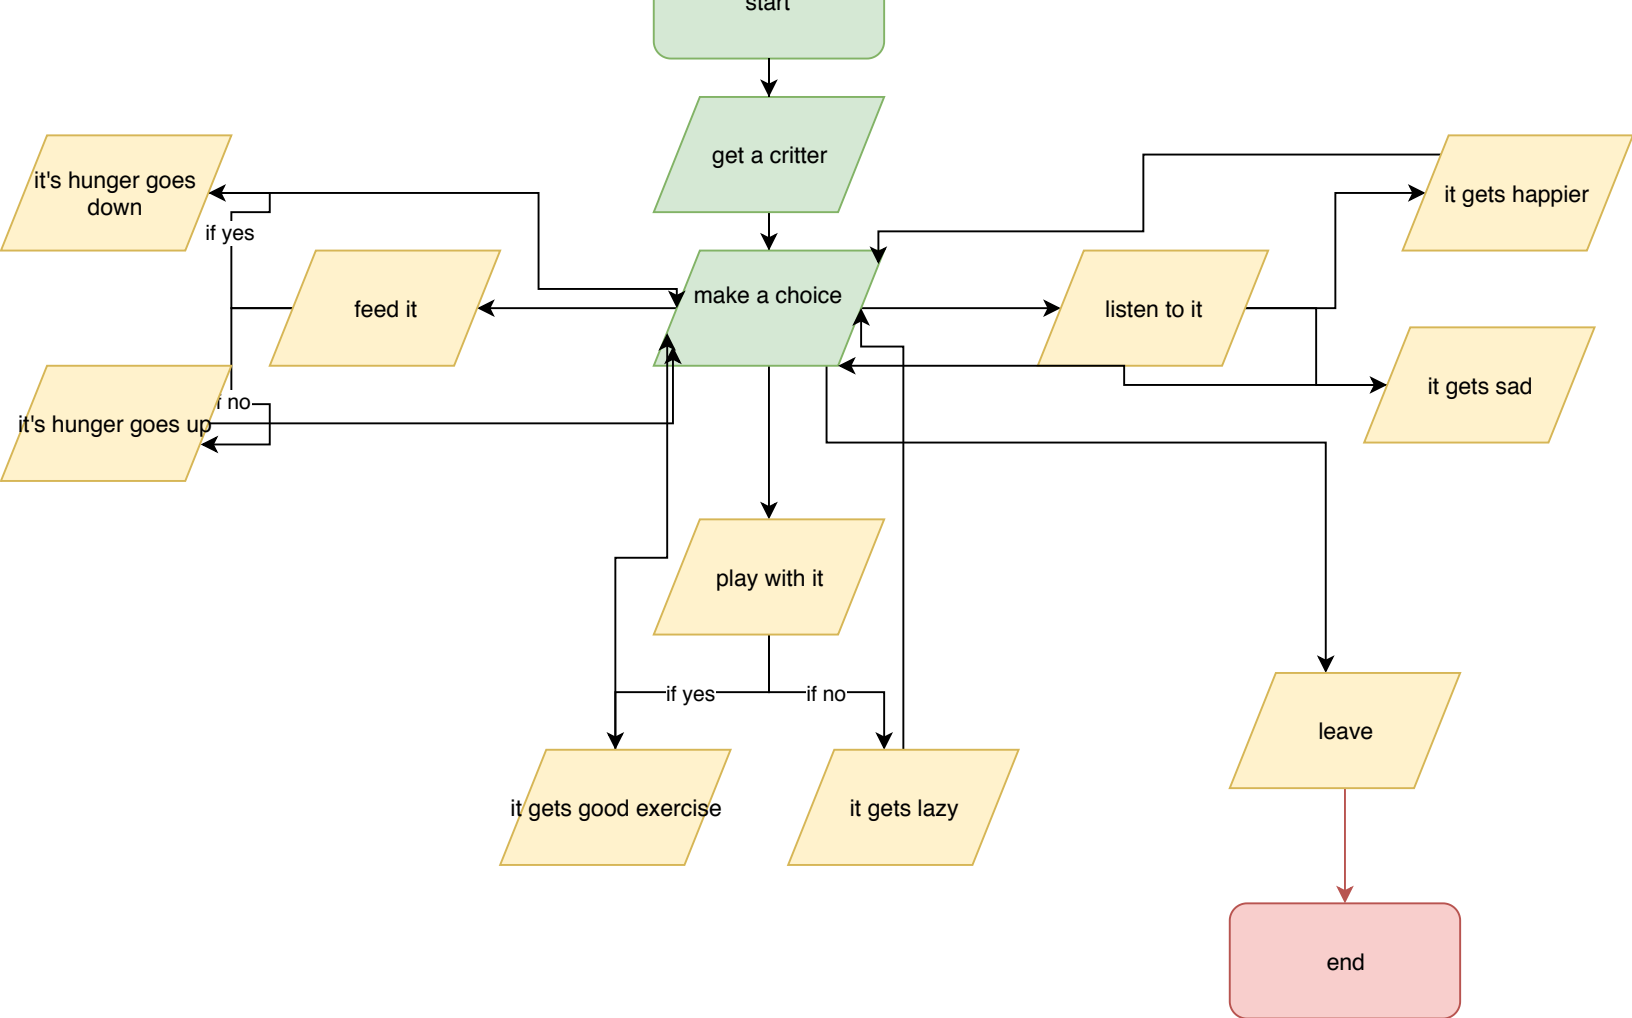 start
get a critter
it's hunger goes
down
it gets happier
if yes
make a choice
feed it
listen to it
it gets sad
if no
it's hunger goes up
play with it
if yes
if no
leave
it gets good exercise
it gets lazy
end